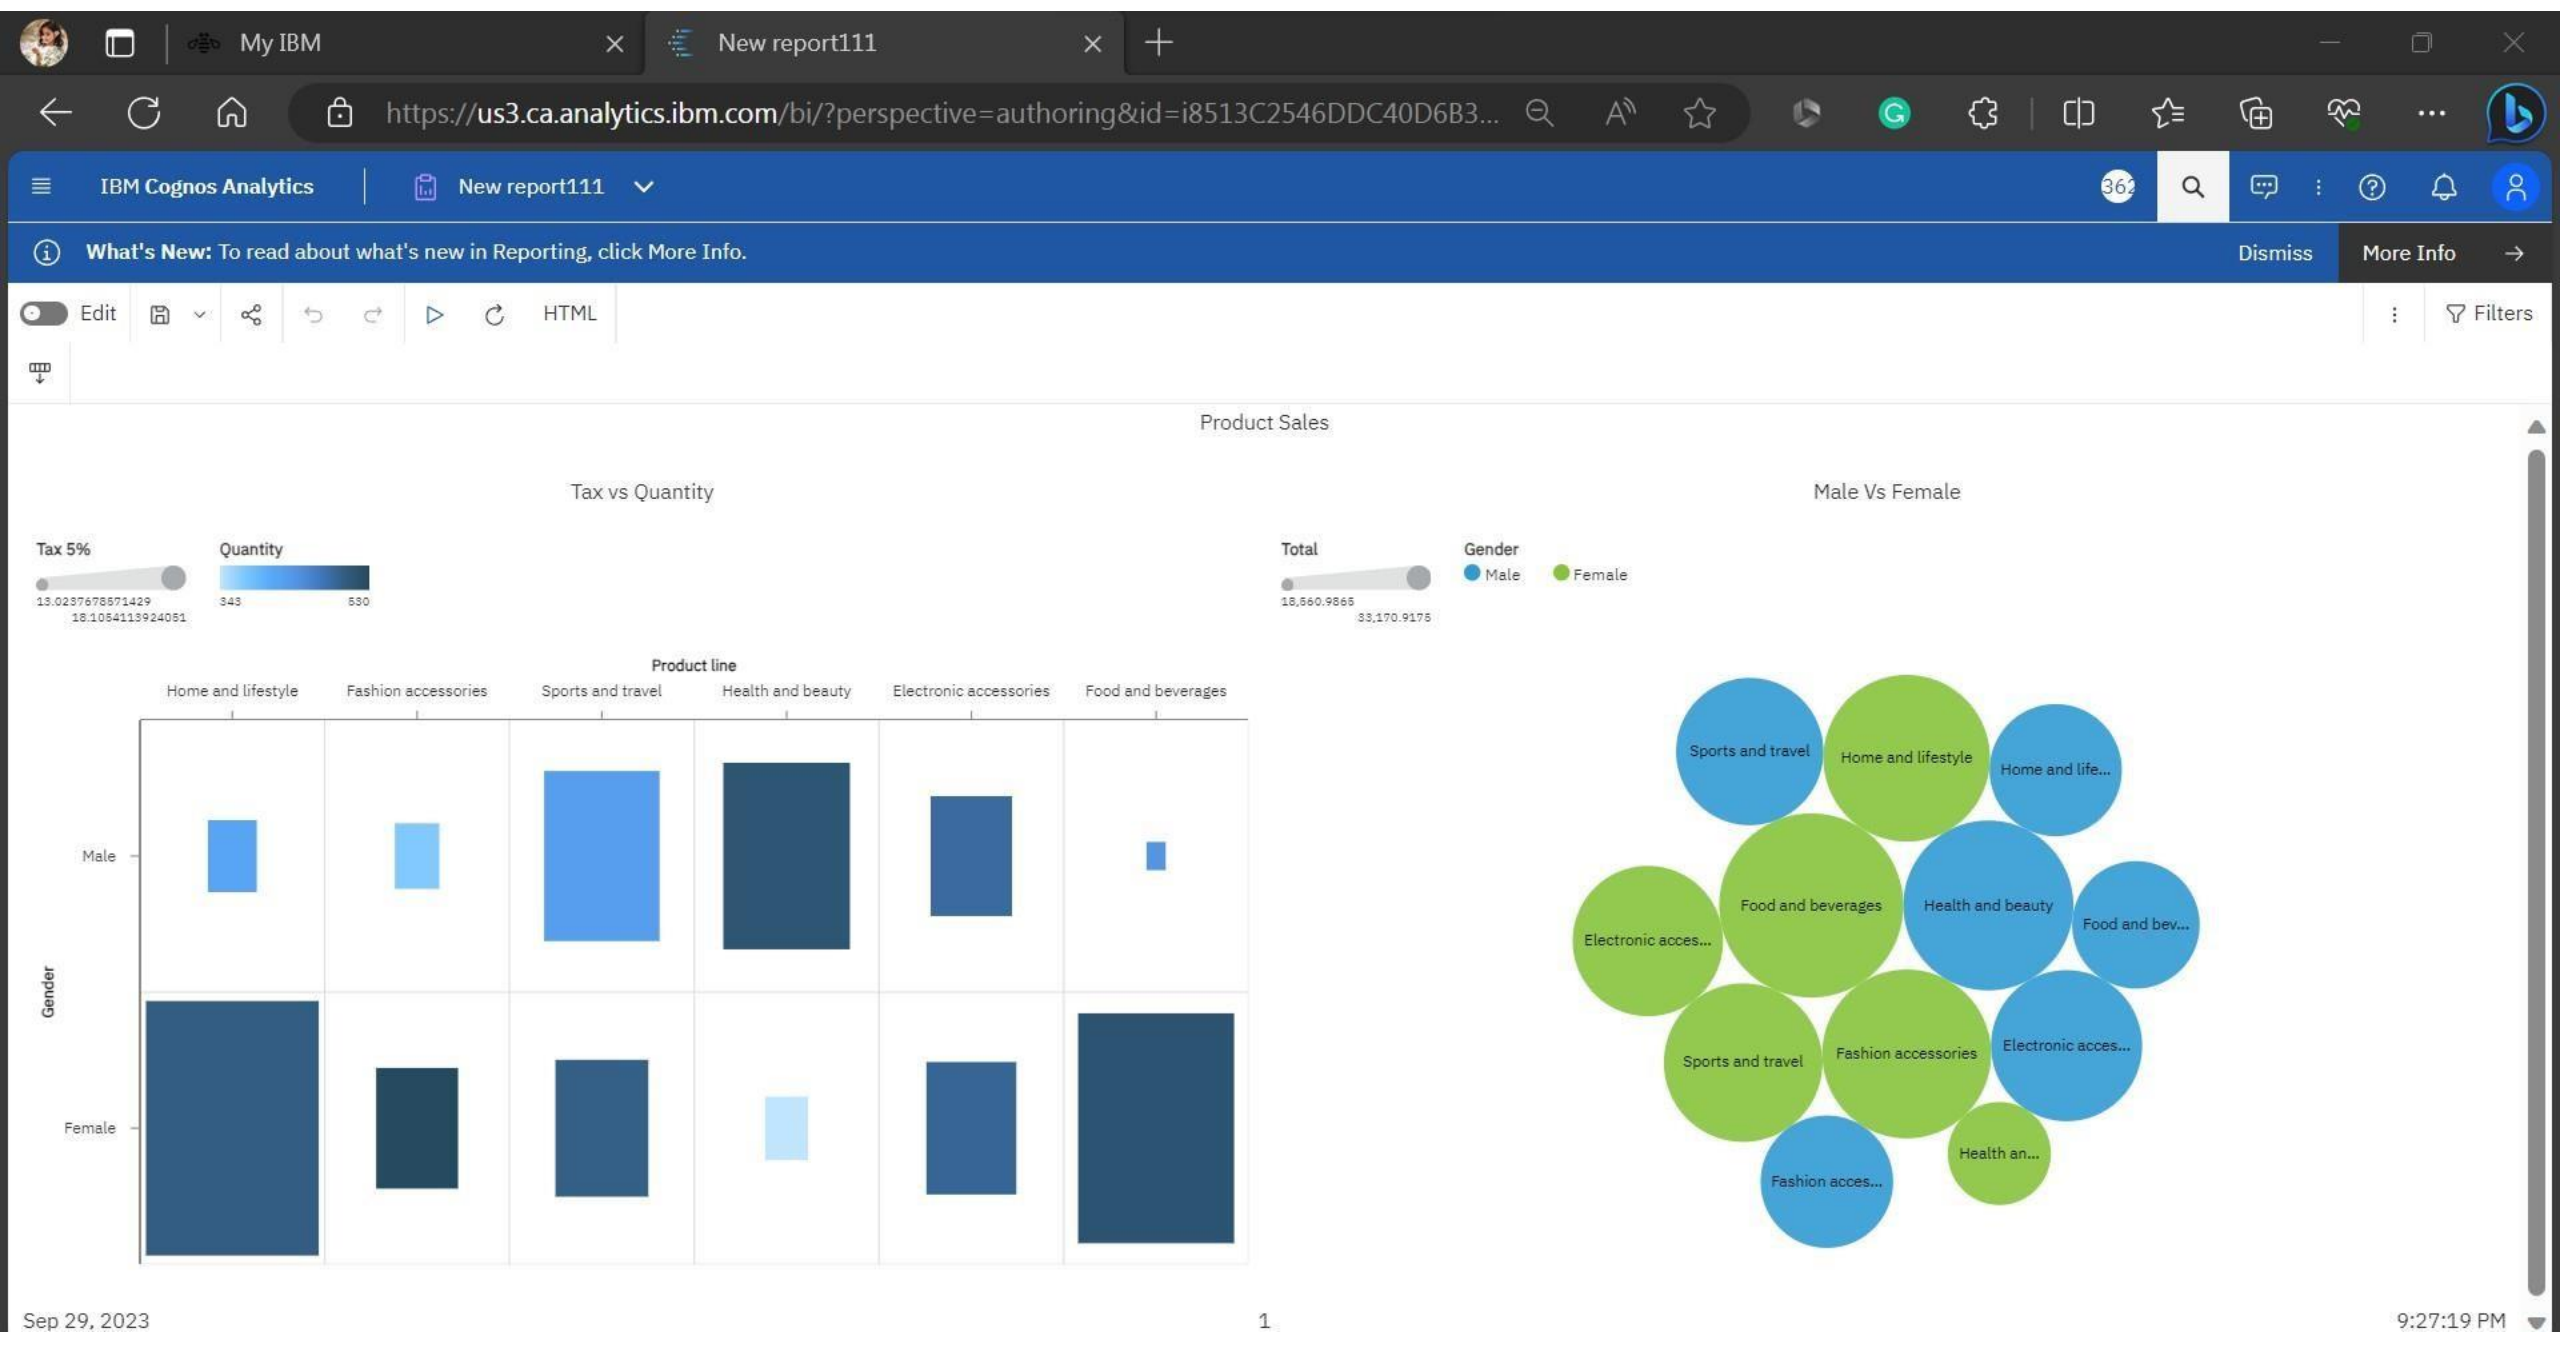 My IBM
New report111
https://us3.ca.analytics.ibm.com/bi/?perspective=authoring&id=i8513C2546DDC40D6B3...
IBM Cognos Analytics
New report111
362
What's New: To read about what's new in Reporting, click More Info.
Dismiss
More Info
Edit
HTML
Filters
Product Sales
Tax vs Quantity
Tax 5%
Quantity
13.0237678571429
18.1054113924051
343
530
Product line
Home and lifestyle
Fashion accessories
Sports and travel
Health and beauty
Electronic accessories
Food and beverages
Gender
Male
Female
Male Vs Female
Total
Gender
18,560.9865
33,170.9175
Male
Female
Sports and travel
Home and lifestyle
Home and life...
Food and beverages
Health and beauty
Food and bev...
Electronic acces...
Sports and travel
Fashion accessories
Electronic acces...
Health an...
Fashion acces...
Sep 29, 2023
1
9:27:19 PM